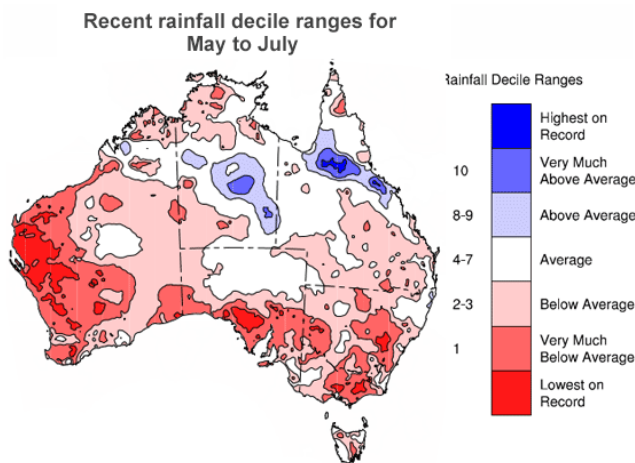 Recent rainfall decile ranges for
May to July
Rainfall Decile Ranges
Highest on
Record
10
Very Much
Above Average
8-9
Above Average
4-7
Average
2-3
Below Average
1
Very Much
Below Average
Lowest on
Record